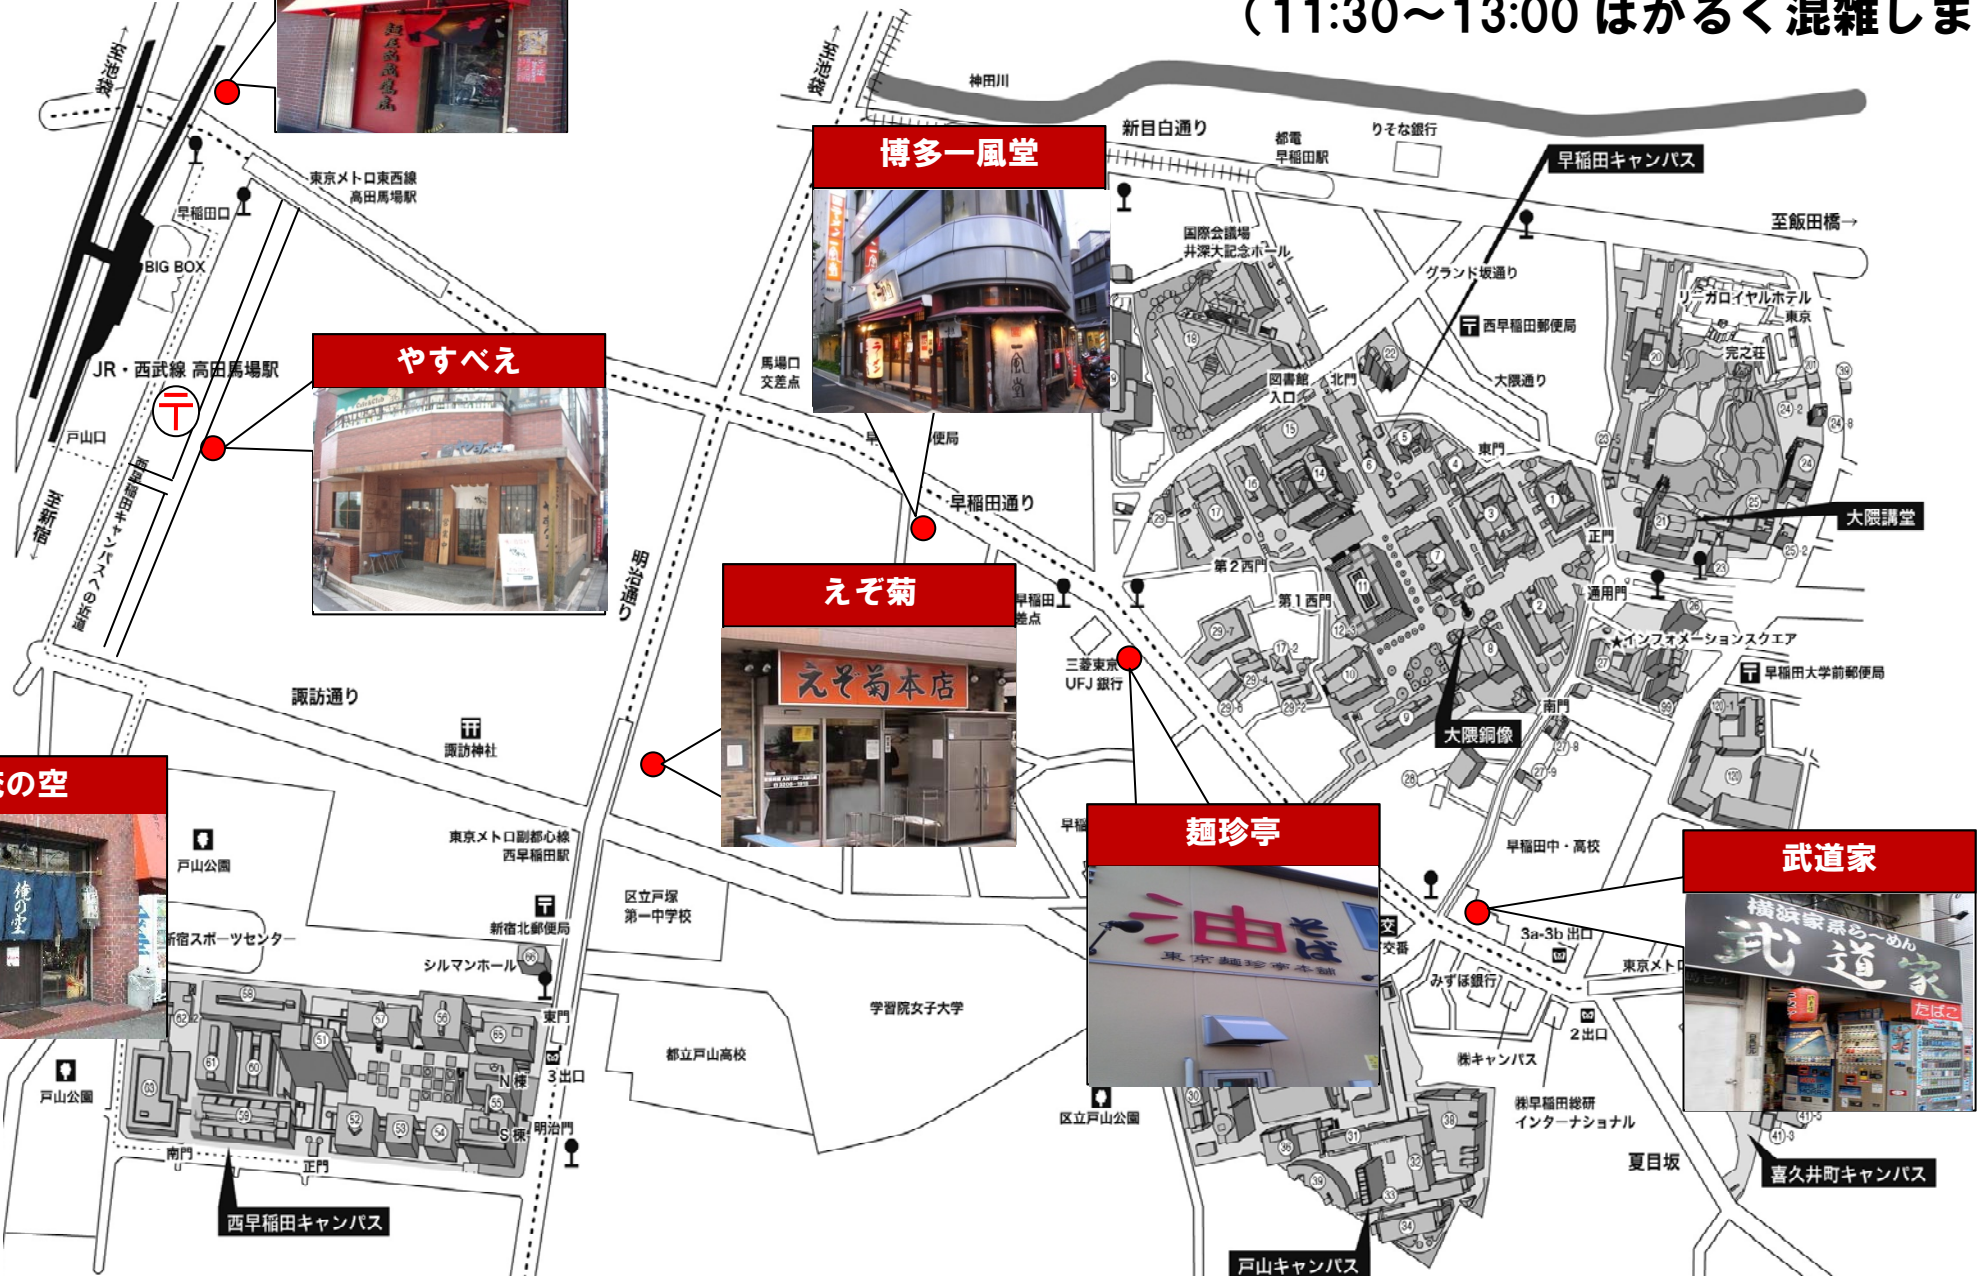 （11:30～13:00 はかるく混雑しま
至池袋
至池袋
神田川
新目白通り
都電
早稲田駅
りそな銀行
早稲田キャンパス
至飯田橋→
東京メトロ東西線
高田馬場駅
早稲田口
BIG BOX
JR・西武線 高田馬場駅
戸山口
至新宿
西早稲田キャンパスへの近道
博多一風堂
ラーメン
一風堂
国際会議場
井深大記念ホール
グランド坂通り
西早稲田郵便局
リーガロイヤルホテル
東京
完之荘
大隈通り
図書館
入口
北門
東門
正門
大隈講堂
馬場口
交差点
やすべえ
便局
早稲田通り
明治通り
えぞ菊
えぞ菊本店
早稲田
差点
三菱東京
UFJ 銀行
第2西門
第1西門
通用門
★インフォメーションスクエア
早稲田大学前郵便局
南門
大隈銅像
諏訪通り
諏訪神社
東京メトロ副都心線
西早稲田駅
戸山公園
の空
俺の空
新宿スポーツセンター
新宿北郵便局
シルマンホール
区立戸塚
第一中学校
学習院女子大学
都立戸山高校
東門
3出口
N棟
S棟
明治門
南門
正門
戸山公園
西早稲田キャンパス
早稲
麺珍亭
油そば
東京麺珍亭本舗
交番
早稲田中・高校
武道家
横浜家系らーめん
武道家
たばこ
3a·3b 出口
東京メトロ
みずほ銀行
2出口
㈱キャンパス
㈱早稲田総研
インターナショナル
夏目坂
喜久井町キャンパス
区立戸山公園
戸山キャンパス